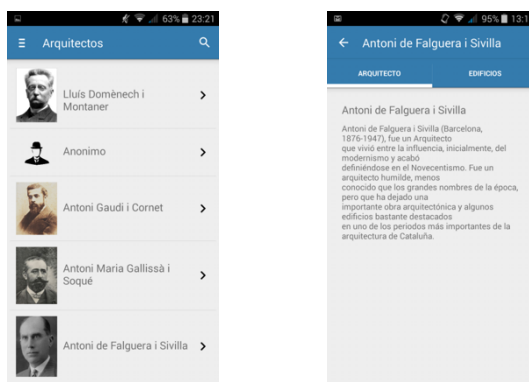 63% 23:21
Arquitectos
Lluís Domènech i
Montaner
Anonimo
Antoni Gaudi i Cornet
Antoni Maria Gallissà i
Soqué
Antoni de Falguera i Sivilla
95% 13:1
Antoni de Falguera i Sivilla
ARQUITECTO EDIFICIOS
Antoni de Falguera i Sivilla
Antoni de Falguera i Sivilla (Barcelona,
1876-1947), fue un Arquitecto
que vivió entre la influencia, inicialmente, del
modernismo y acabó
definiéndose en el Novecentismo. Fue un
arquitecto humilde, menos
conocido que los grandes nombres de la época,
pero que ha dejado una
importante obra arquitectónica y algunos
edificios bastante destacados
en uno de los periodos más importantes de la
arquitectura de Cataluña.